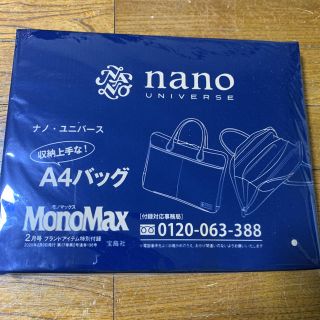 nano
UNIVERSE
ナノ・ユニバース
収納上手な!
A4バッグ
モノマックス
MonoMax
2月号 ブランドアイテム特別付録
宝島社
【付録対応事務局】
0120-063-388